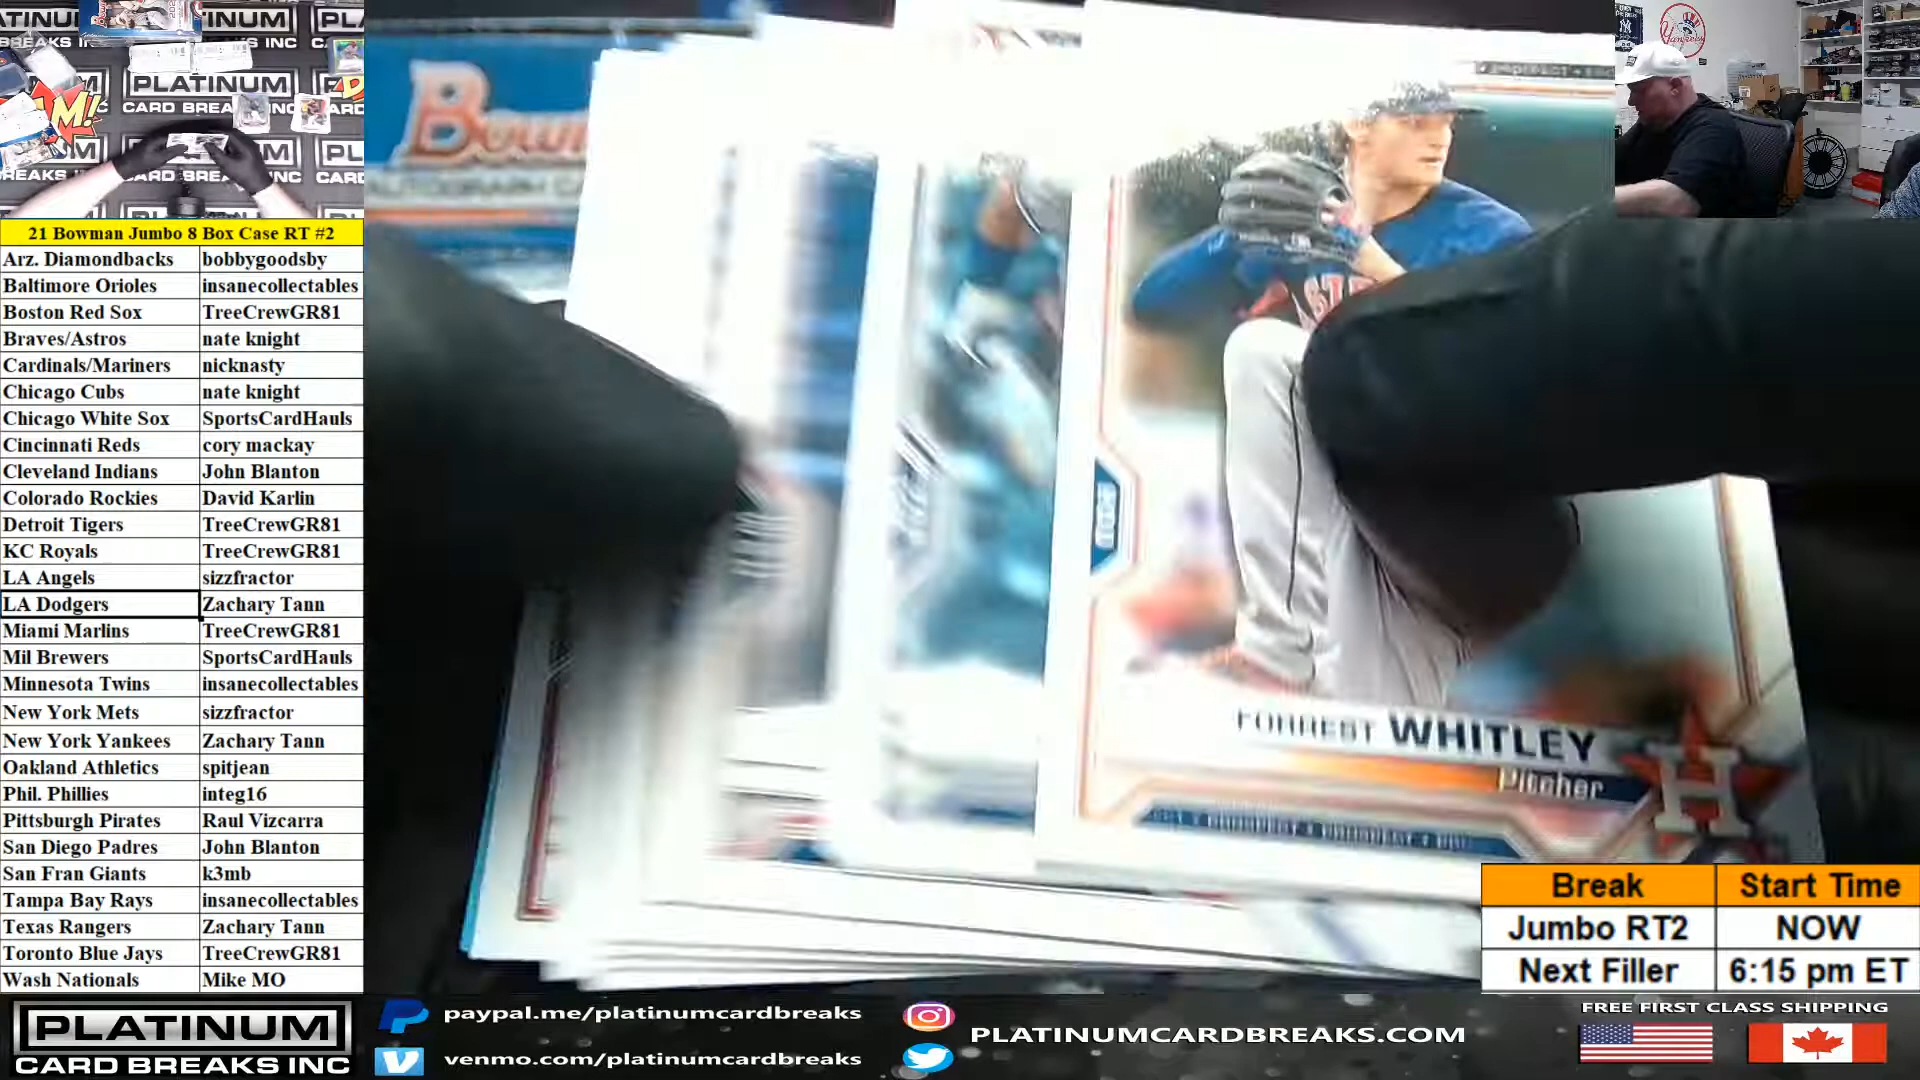 21 Bowman Jumbo 8 Box Case RT #2
Arz. Diamondbacks bobbygoodsby
Baltimore Orioles insanecollectables
Boston Red Sox TreeCrewGR81
Braves/Astros nate knight
Cardinals/Mariners nicknasty
Chicago Cubs nate knight
Chicago White Sox SportsCardHauls
Cincinnati Reds cory mackay
Cleveland Indians John Blanton
Colorado Rockies David Karlin
Detroit Tigers TreeCrewGR81
KC Royals TreeCrewGR81
LA Angels sizzfractor
LA Dodgers Zachary Tann
Miami Marlins TreeCrewGR81
Mil Brewers SportsCardHauls
Minnesota Twins insanecollectables
New York Mets sizzfractor
New York Yankees Zachary Tann
Oakland Athletics spitjean
Phil. Phillies integ16
Pittsburgh Pirates Raul Vizcarra
San Diego Padres John Blanton
San Fran Giants k3mb
Tampa Bay Rays insanecollectables
Texas Rangers Zachary Tann
Toronto Blue Jays TreeCrewGR81
Wash Nationals Mike MO
PLATINUM
CARD BREAKS INC
Yankees
FORREST WHITLEY
Pitcher
H
Break Start Time
Jumbo RT2 NOW
Next Filler 6:15 pm ET
PLATINUM
CARD BREAKS INC
paypal.me/platinumcardbreaks
venmo.com/platinumcardbreaks
PLATINUMCARDBREAKS.COM
FREE FIRST CLASS SHIPPING